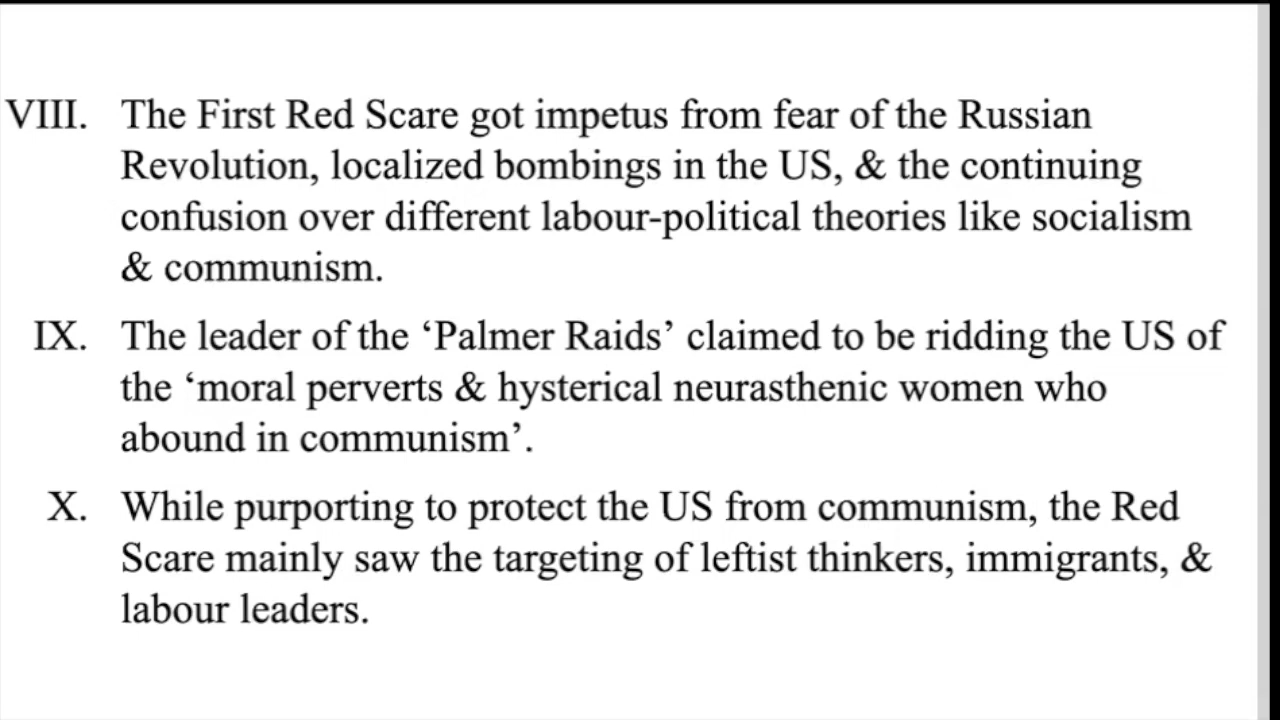 VIII. The First Red Scare got impetus from fear of the Russian
Revolution, localized bombings in the US, & the continuing
confusion over different labour-political theories like socialism
& communism.
IX. The leader of the ‘Palmer Raids’ claimed to be ridding the US of
the ‘moral perverts & hysterical neurasthenic women who
abound in communism’.
X. While purporting to protect the US from communism, the Red
Scare mainly saw the targeting of leftist thinkers, immigrants, &
labour leaders.